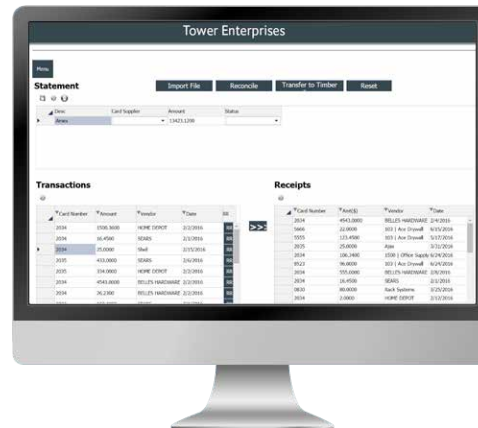 Tower Enterprises
Menu
Statement Import File Reconcile Transfer to Timber Reset
Desc Card Supplier Amount Status
Amex 13423.1200
Transactions Receipts
Card Number Amount Vendor Date Card Number Amt($) Vendor Date
2034 1500.3600 HOME DEPOT 2/2/2016 >>> 2034 4543.0000 BELLES HARDWARE 2/4/2016
2034 16.4500 SEARS 2/2/2016 5666 22.0000 103 | Ace Drywall 6/15/2016
2034 25.0000 Shell 2/15/2016 5555 123.4500 103 | Ace Drywall 5/17/2016
2035 433.0000 SEARS 2/4/2016 2035 25.0000 Ajax 3/31/2016
2035 334.0000 HOME DEPOT 2/2/2016 2034 106.7400 1500 | Office Supply 6/24/2016
2034 4543.0000 BELLES HARDWARE 2/2/2016 8523 96.0000 103 | Ace Drywall 6/24/2016
2034 26.2300 BELLES HARDWARE 2/2/2016 2034 555.0000 BELLES HARDWARE 2/8/2016
2034 16.4500 SEARS 2/2/2016
0830 80.0000 Rack Systems 3/25/2016
2034 2.0000 HOME DEPOT 2/12/2016